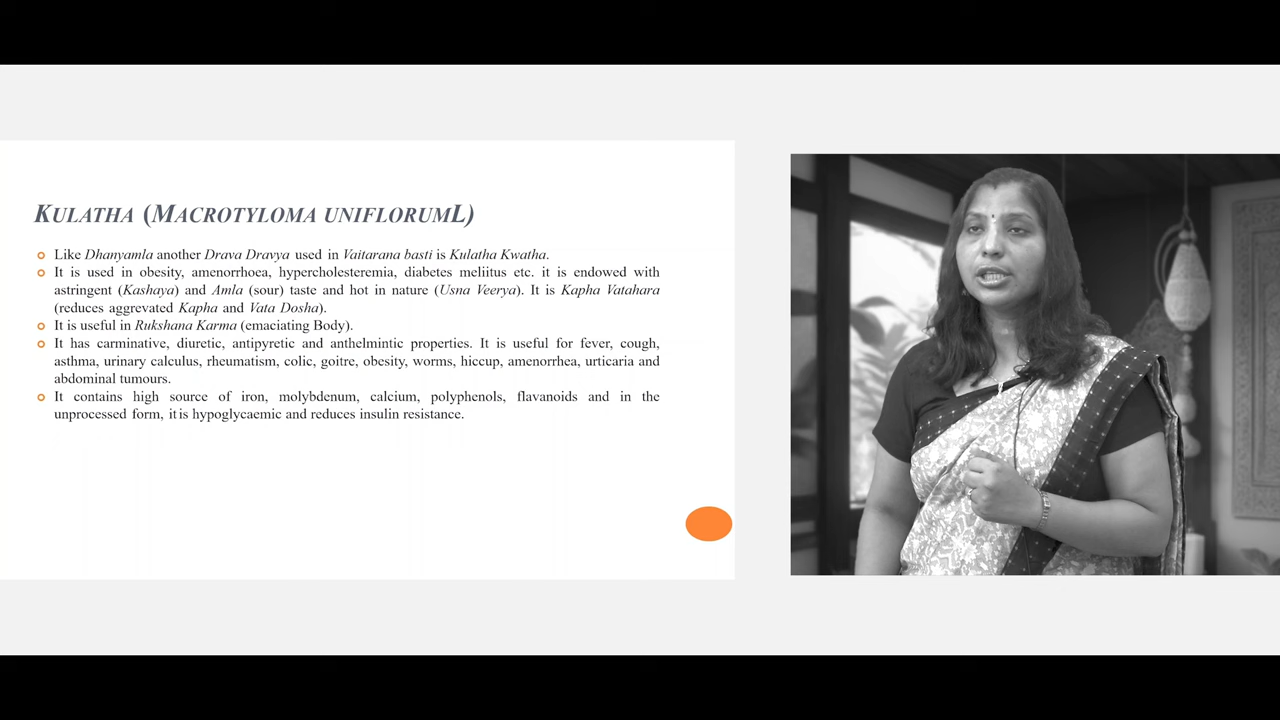 KULATHA (MACROTYLOMA UNIFLORUML)
Like Dhanyamla another Drava Dravya used in Vaitarana basti is Kulatha Kwatha.
It is used in obesity, amenorrhoea, hypercholesteremia, diabetes meliitus etc. it is endowed with
astringent (Kashaya) and Amla (sour) taste and hot in nature (Usna Veerya). It is Kapha Vatahara
(reduces aggrevated Kapha and Vata Dosha).
It is useful in Rukshana Karma (emaciating Body).
It has carminative, diuretic, antipyretic and anthelmintic properties. It is useful for fever, cough,
asthma, urinary calculus, rheumatism, colic, goitre, obesity, worms, hiccup, amenorrhea, urticaria and
abdominal tumours.
It contains high source of iron, molybdenum, calcium, polyphenols, flavanoids and in the
unprocessed form, it is hypoglycaemic and reduces insulin resistance.